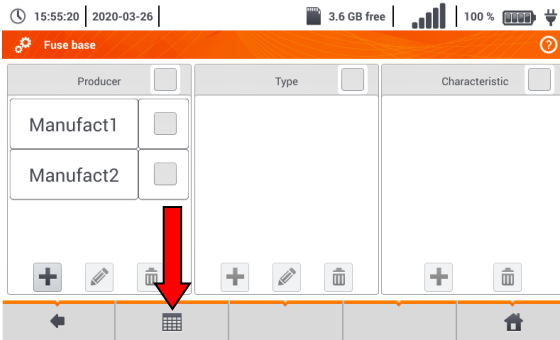 15:55:20 2020-03-26 3.6 GB free 100 %
Fuse base ?
Producer Type Characteristic
Manufact1
Manufact2